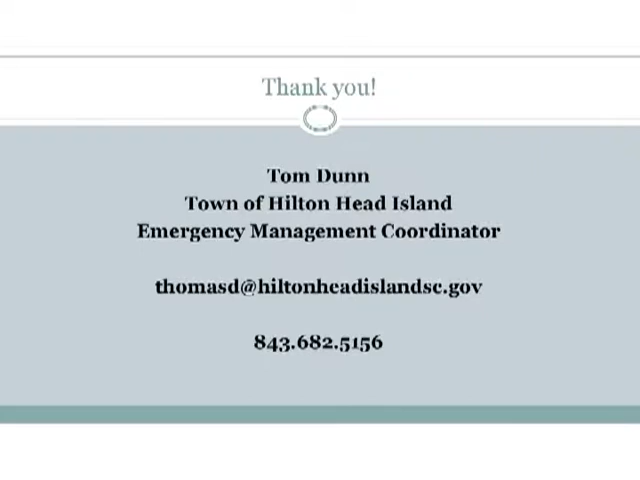 Thank you!
Tom Dunn
Town of Hilton Head Island
Emergency Management Coordinator
thomasd@hiltonheadislandsc.gov
843.682.5156